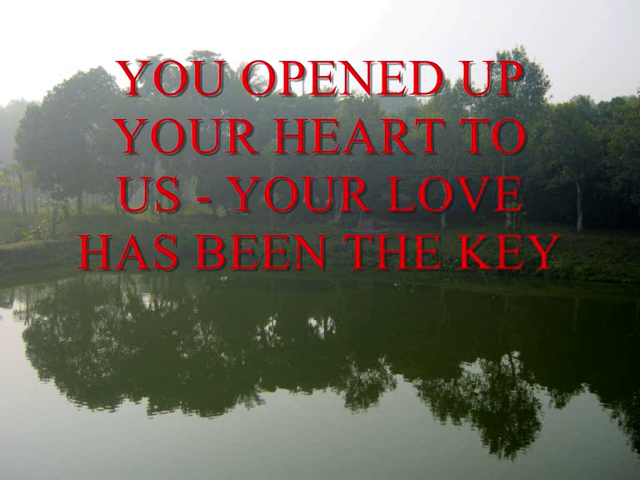 YOU OPENED UP
YOUR HEART TO
US - YOUR LOVE
HAS BEEN THE KEY